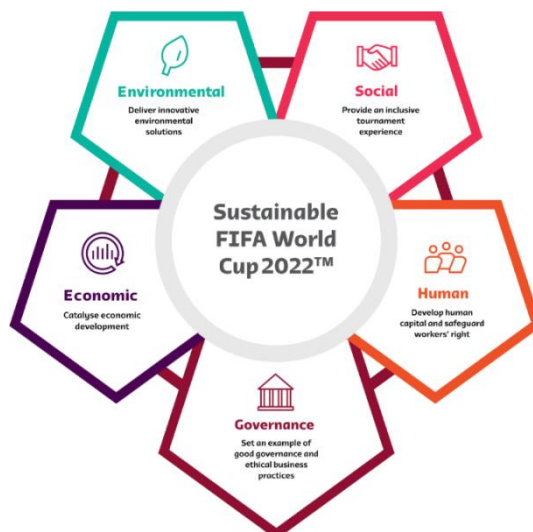 Environmental
Deliver innovative
environmental
solutions
Social
Provide an inclusive
tournament
experience
Sustainable
FIFA World
Cup 2022™
Economic
Catalyse economic
development
Human
Develop human
capital and safeguard
workers' right
Governance
Set an example of
good governance and
ethical business
practices